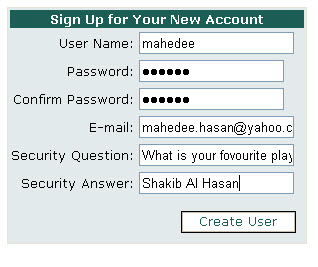 Sign Up for Your New Account
User Name: mahedee
Password: ●●●●●●
Confirm Password: ●●●●●●
E-mail: mahedee.hasan@yahoo.c
Security Question: What is your fovourite play
Security Answer: Shakib Al Hasan
Create User